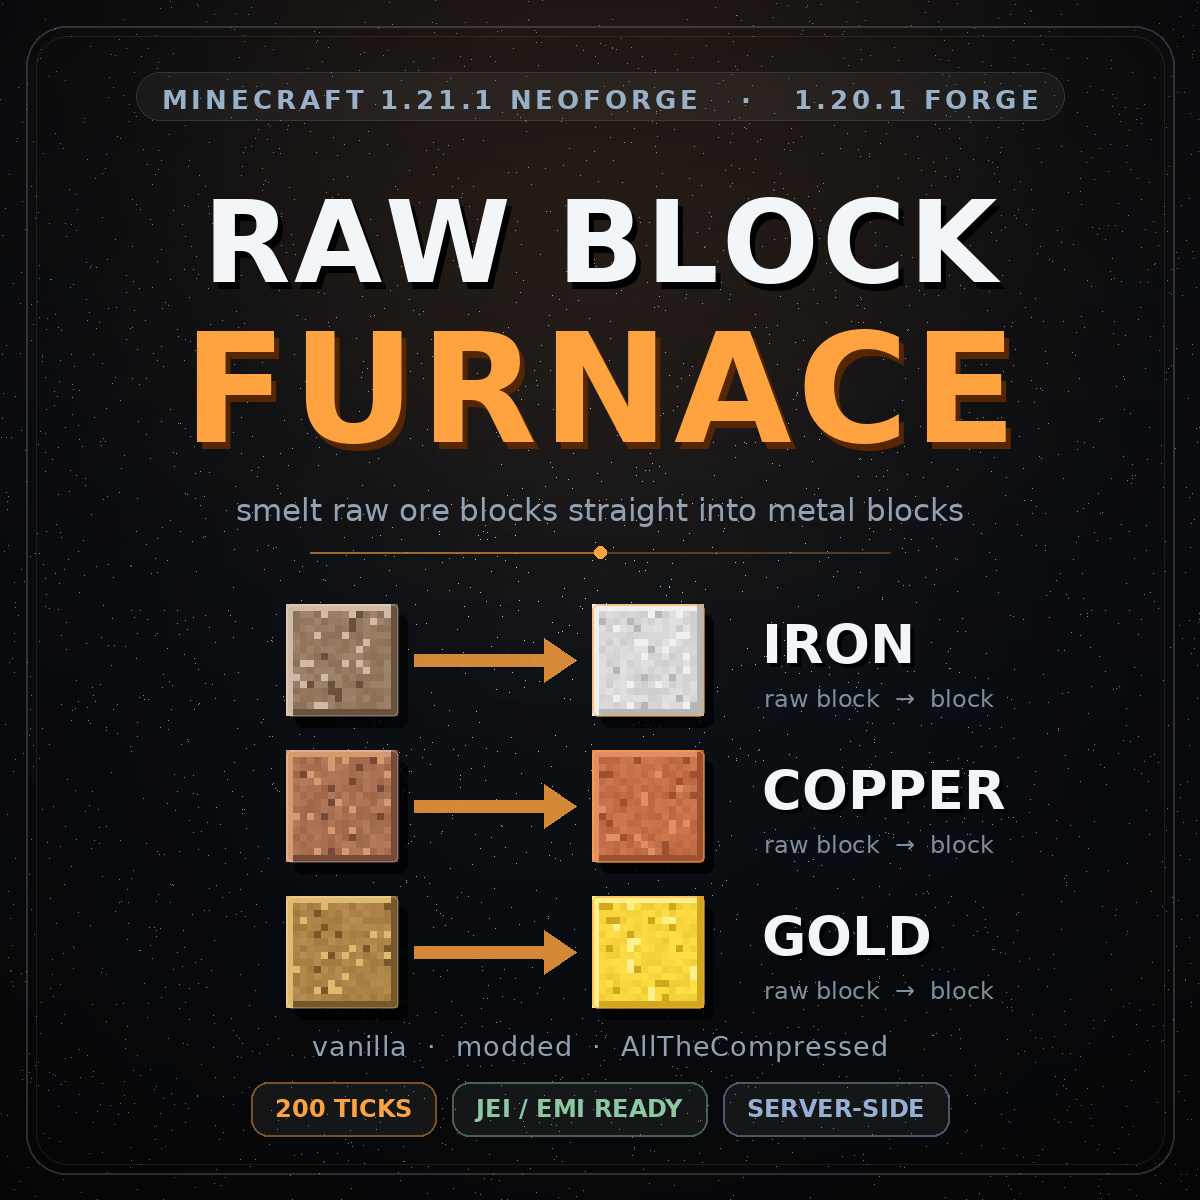 MINECRAFT 1.21.1 NEOFORGE · 1.20.1 FORGE
RAW BLOCK
FURNACE
smelt raw ore blocks straight into metal blocks
IRON
raw block → block
COPPER
raw block → block
GOLD
raw block → block
vanilla · modded · AllTheCompressed
200 TICKS
JEI / EMI READY
SERVER-SIDE